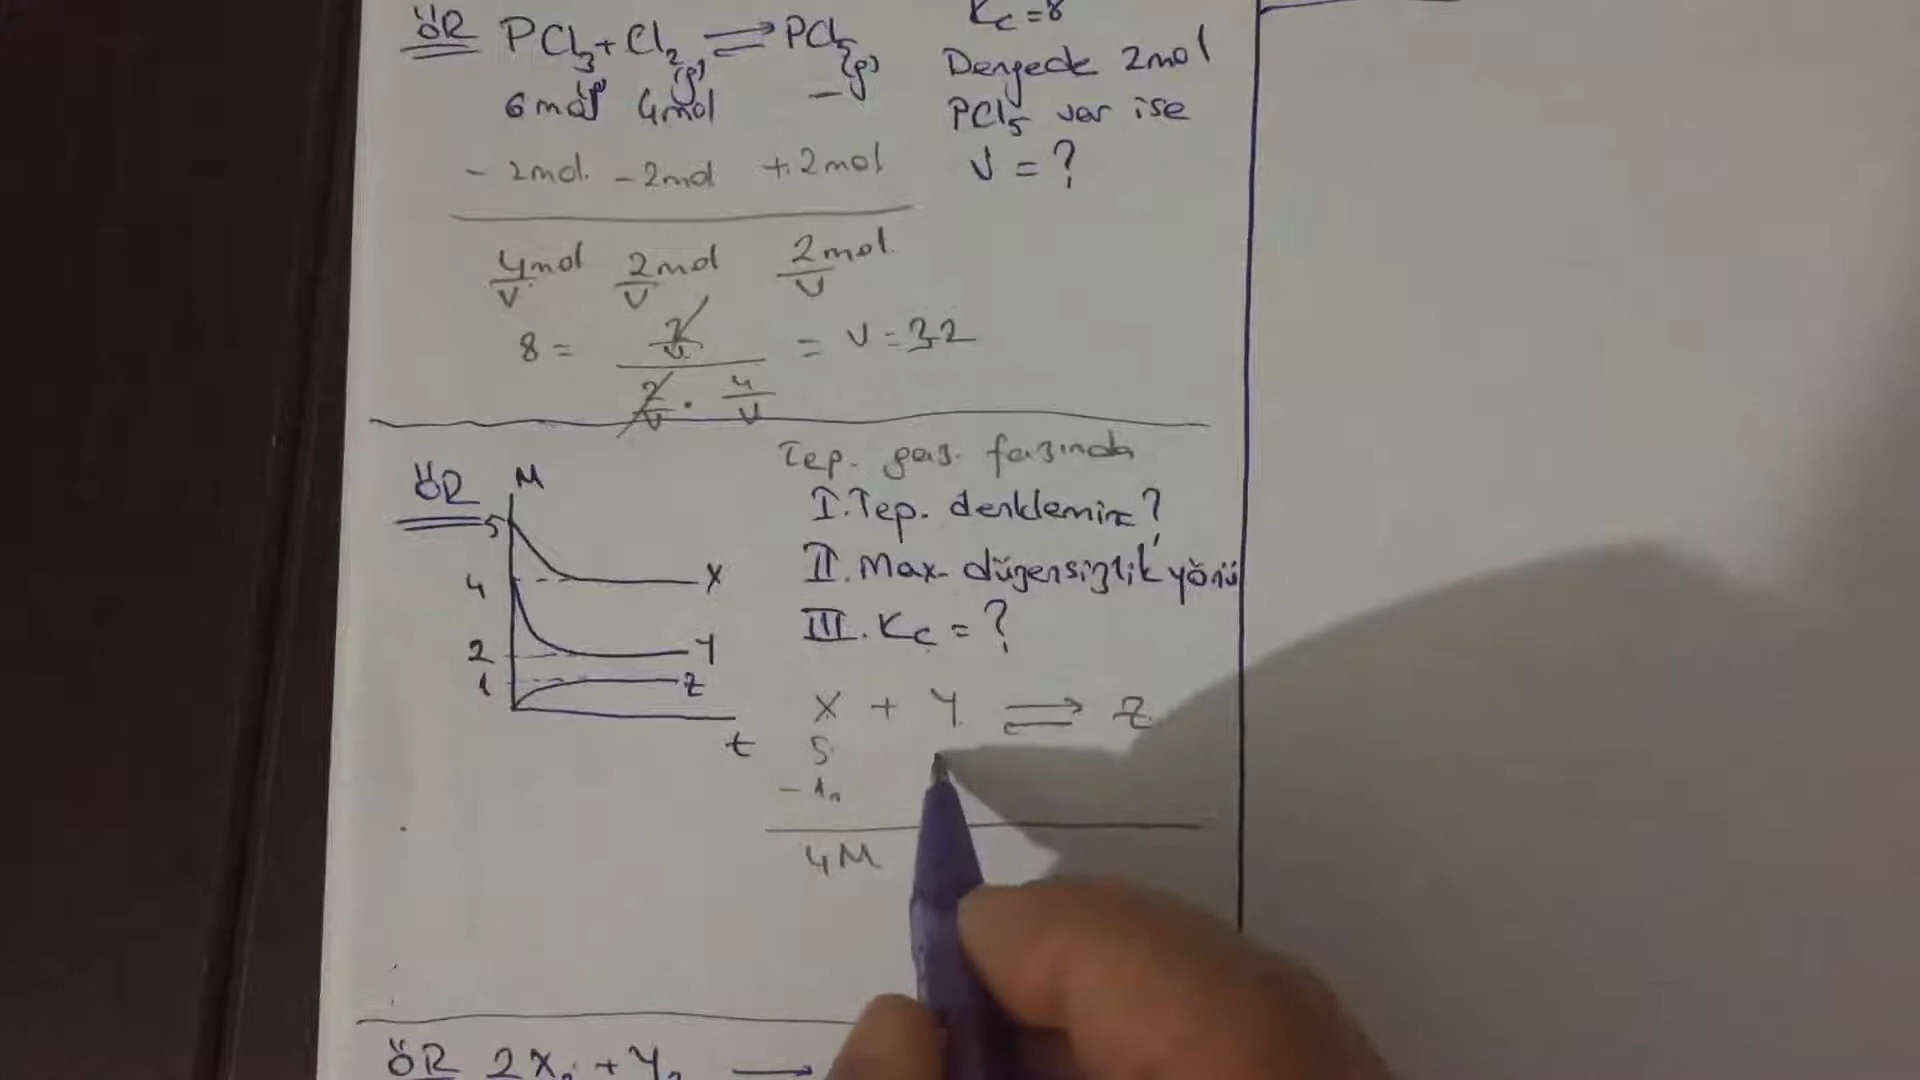 ÖR PCl3(g) + Cl2(g) ⇌ PCl5(g)
6mol 4mol —
- 2mol. - 2mol + 2mol
Kc = 8
Dengede 2mol
PCl5 var ise
V = ?
4mol/V 2mol/V 2mol/V
8 = (2/V) / (2/V · 4/V) = V = 32
ÖR M
5
4
2
1
X
Y
Z
t
Tep. gaz fazında
I. Tep. denklemi?
II. Max. düzensizlik yönü
III. Kc = ?
X + Y ⇌ Z
5
- 1
4M
ÖR 2X + Y →